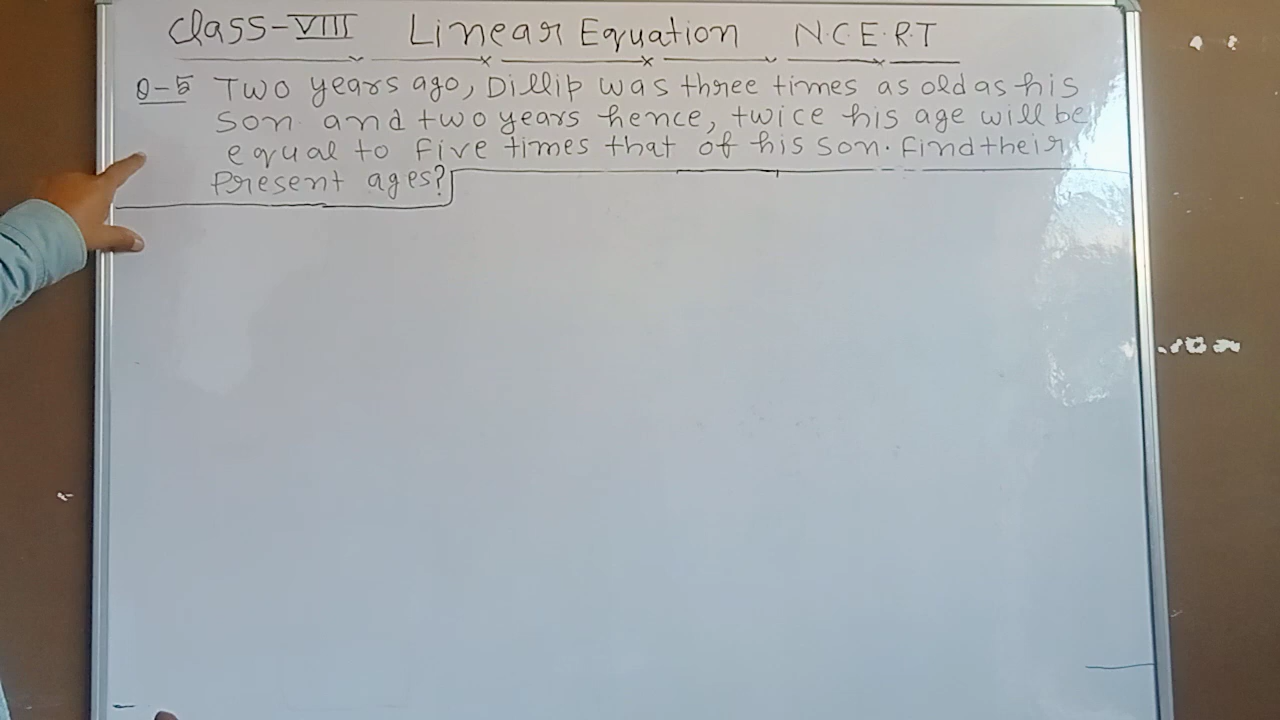 Class-VIII Linear Equation N.C.E.R.T
Q-5 Two years ago, Dillip was three times as old as his
son and two years hence, twice his age will be
equal to five times that of his son. Find their
present ages?